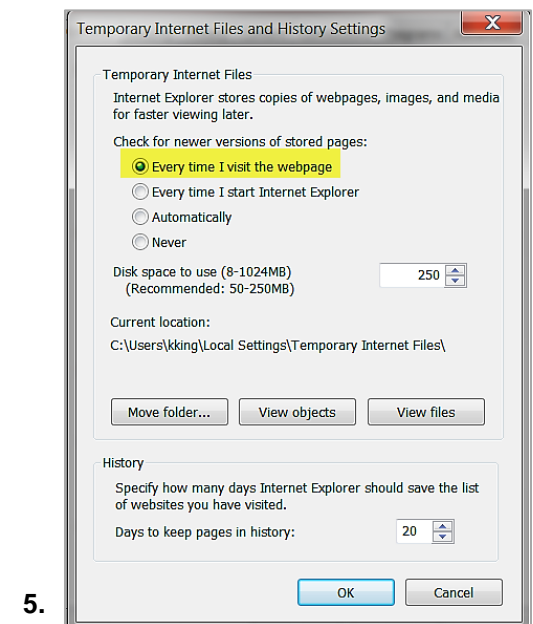 Temporary Internet Files and History Settings
X
Temporary Internet Files
Internet Explorer stores copies of webpages, images, and media
for faster viewing later.
Check for newer versions of stored pages:
Every time I visit the webpage
Every time I start Internet Explorer
Automatically
Never
Disk space to use (8-1024MB) 250
(Recommended: 50-250MB)
Current location:
C:\Users\kking\Local Settings\Temporary Internet Files\
Move folder... View objects View files
History
Specify how many days Internet Explorer should save the list
of websites you have visited.
Days to keep pages in history: 20
OK Cancel
5.